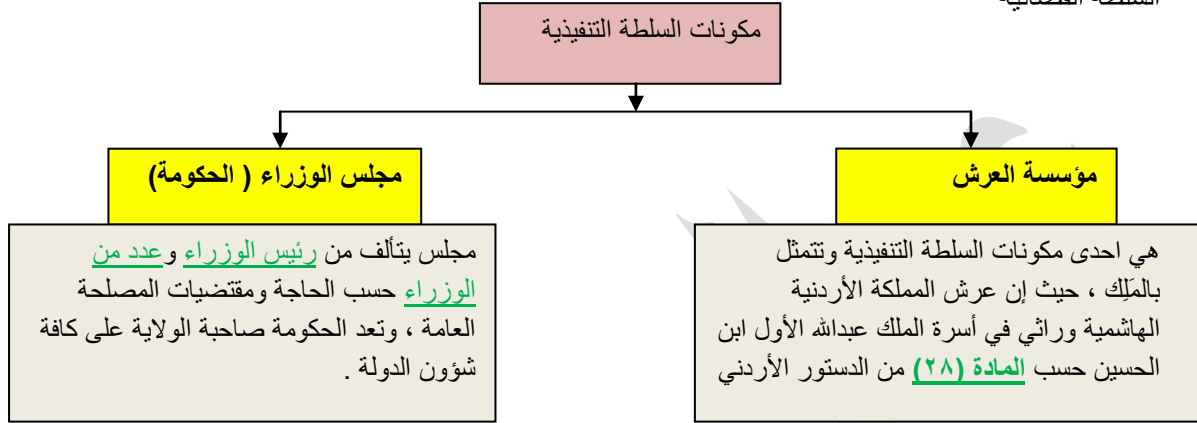 السلطة القضائية
مكونات السلطة التنفيذية
مؤسسة العرش
هي احدى مكونات السلطة التنفيذية وتتمثل
بالمَلِك ، حيث إن عرش المملكة الأردنية
الهاشمية وراثي في أسرة الملك عبدالله الأول ابن
الحسين حسب المادة (٢٨) من الدستور الأردني
مجلس الوزراء ( الحكومة)
مجلس يتألف من رئيس الوزراء وعدد من
الوزراء حسب الحاجة ومقتضيات المصلحة
العامة ، وتعد الحكومة صاحبة الولاية على كافة
شؤون الدولة .